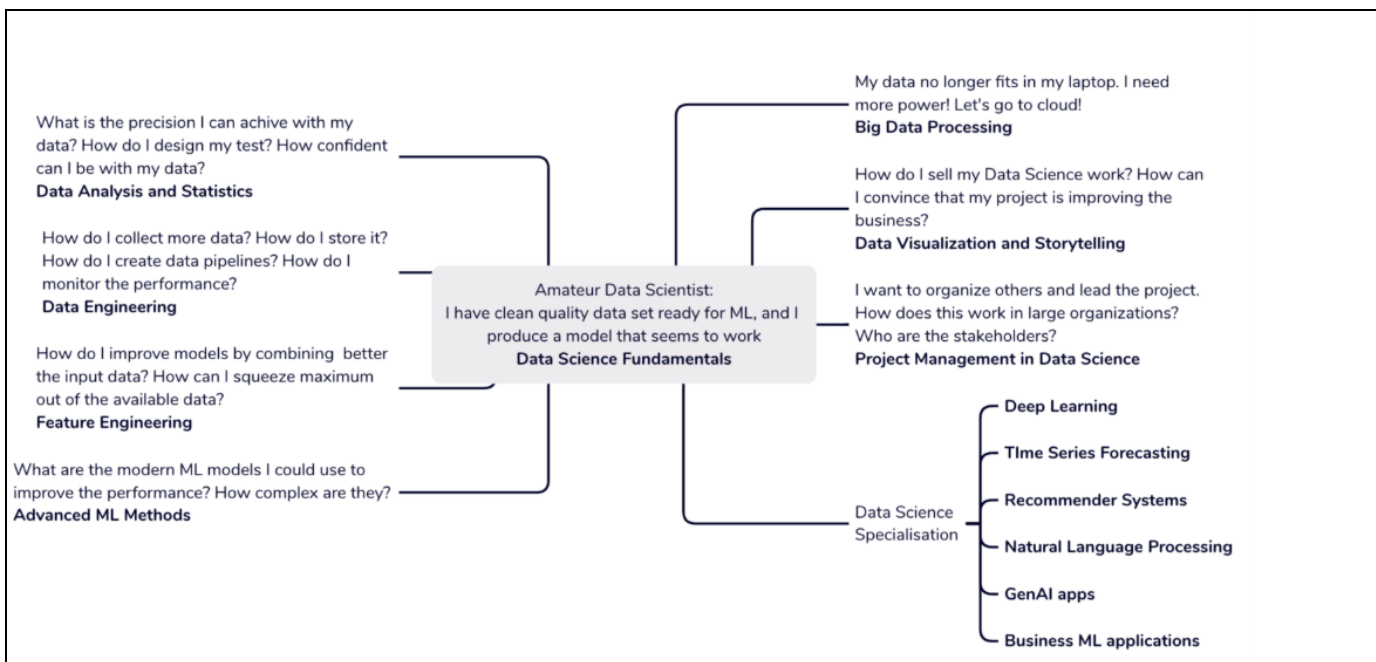 What is the precision I can achive with my
data? How do I design my test? How confident
can I be with my data?
Data Analysis and Statistics
How do I collect more data? How do I store it?
How do I create data pipelines? How do I
monitor the performance?
Data Engineering
How do I improve models by combining  better
the input data? How can I squeeze maximum
out of the available data?
Feature Engineering
What are the modern ML models I could use to
improve the performance? How complex are they?
Advanced ML Methods
Amateur Data Scientist:
I have clean quality data set ready for ML, and I
produce a model that seems to work
Data Science Fundamentals
My data no longer fits in my laptop. I need
more power! Let's go to cloud!
Big Data Processing
How do I sell my Data Science work? How can
I convince that my project is improving the
business?
Data Visualization and Storytelling
I want to organize others and lead the project.
How does this work in large organizations?
Who are the stakeholders?
Project Management in Data Science
Data Science
Specialisation
Deep Learning
TIme Series Forecasting
Recommender Systems
Natural Language Processing
GenAI apps
Business ML applications